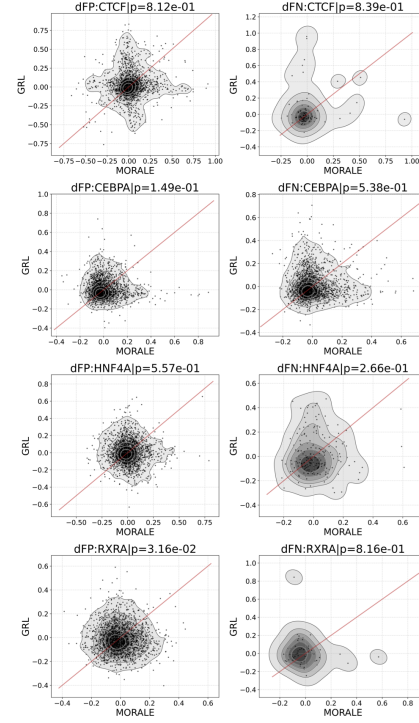 dFP:CTCF|p=8.12e-01
GRL
0.75
0.50
0.25
0.00
−0.25
−0.50
−0.75
−0.75 −0.50 −0.25 0.00 0.25 0.50 0.75 1.00
MORALE
dFN:CTCF|p=8.39e-01
GRL
1.2
1.0
0.8
0.6
0.4
0.2
0.0
−0.2
−0.4
−0.25 0.00 0.25 0.50 0.75 1.00
MORALE
dFP:CEBPA|p=1.49e-01
GRL
1.0
0.8
0.6
0.4
0.2
0.0
−0.2
−0.4
−0.4 −0.2 0.0 0.2 0.4 0.6 0.8
MORALE
dFN:CEBPA|p=5.38e-01
GRL
0.8
0.6
0.4
0.2
0.0
−0.2
−0.4
−0.2 0.0 0.2 0.4 0.6
MORALE
dFP:HNF4A|p=5.57e-01
GRL
0.8
0.6
0.4
0.2
0.0
−0.2
−0.4
−0.6
−0.50 −0.25 0.00 0.25 0.50 0.75
MORALE
dFN:HNF4A|p=2.66e-01
GRL
0.6
0.4
0.2
0.0
−0.2
−0.4
−0.2 0.0 0.2 0.4 0.6
MORALE
dFP:RXRA|p=3.16e-02
GRL
0.6
0.4
0.2
0.0
−0.2
−0.4
−0.4 −0.2 0.0 0.2 0.4 0.6
MORALE
dFN:RXRA|p=8.16e-01
GRL
1.0
0.8
0.6
0.4
0.2
0.0
−0.2
−0.4
−0.2 0.0 0.2 0.4 0.6 0.8
MORALE